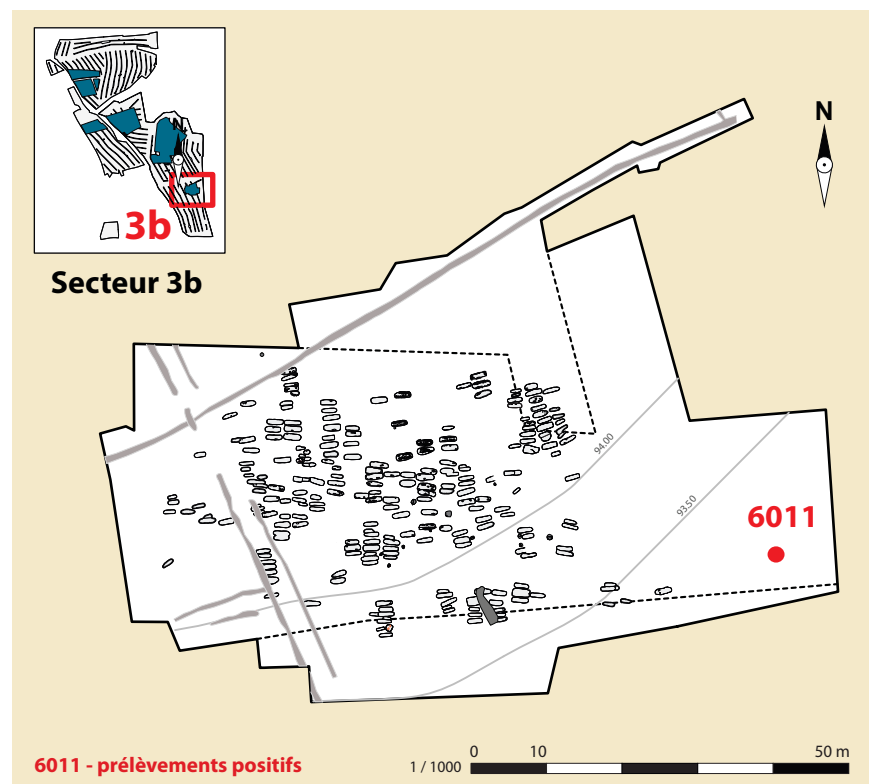 N
3b
Secteur 3b
N
94.00
93.50
6011
6011 - prélèvements positifs
1 / 1000
0 10 50 m